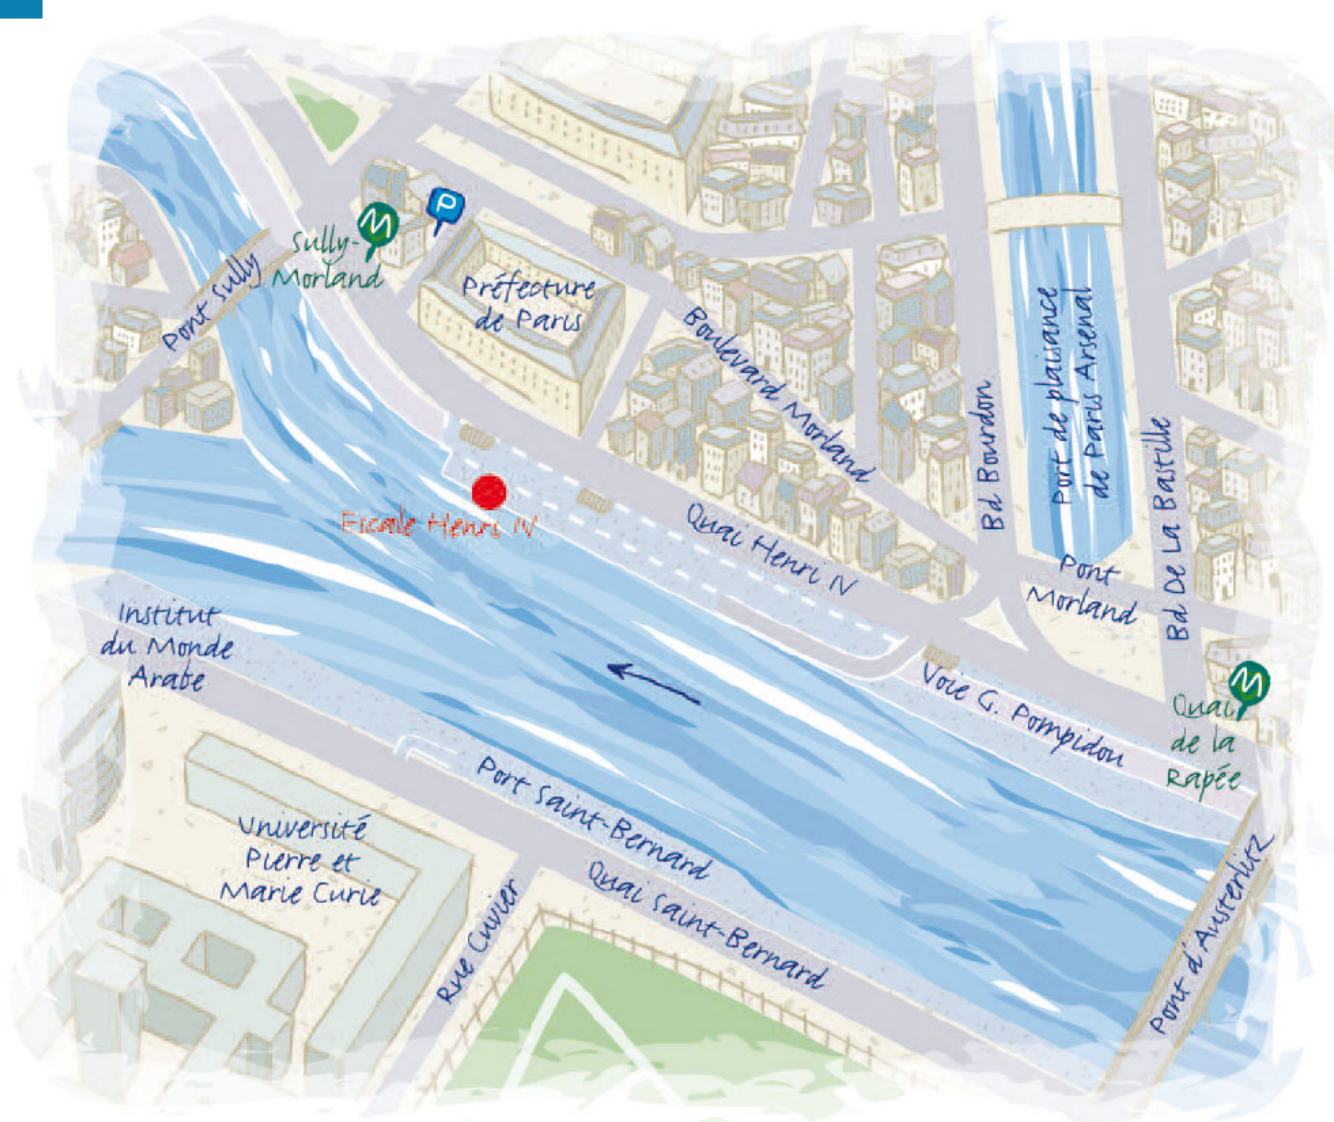 P
M
Sully-
Morland
Pont Sully
Préfecture
de Paris
Boulevard Morland
Bd Bourdon
Port de plaisance
de Paris Arsenal
Bd De La Bastille
Escale Henri IV
Quai Henri IV
Pont
Morland
Institut
du Monde
Arabe
Voie G. Pompidou
M
Quai
de la
Rapée
Port Saint-Bernard
Université
Pierre et
Marie Curie
Quai Saint-Bernard
Rue Cuvier
Pont d'Austerlitz